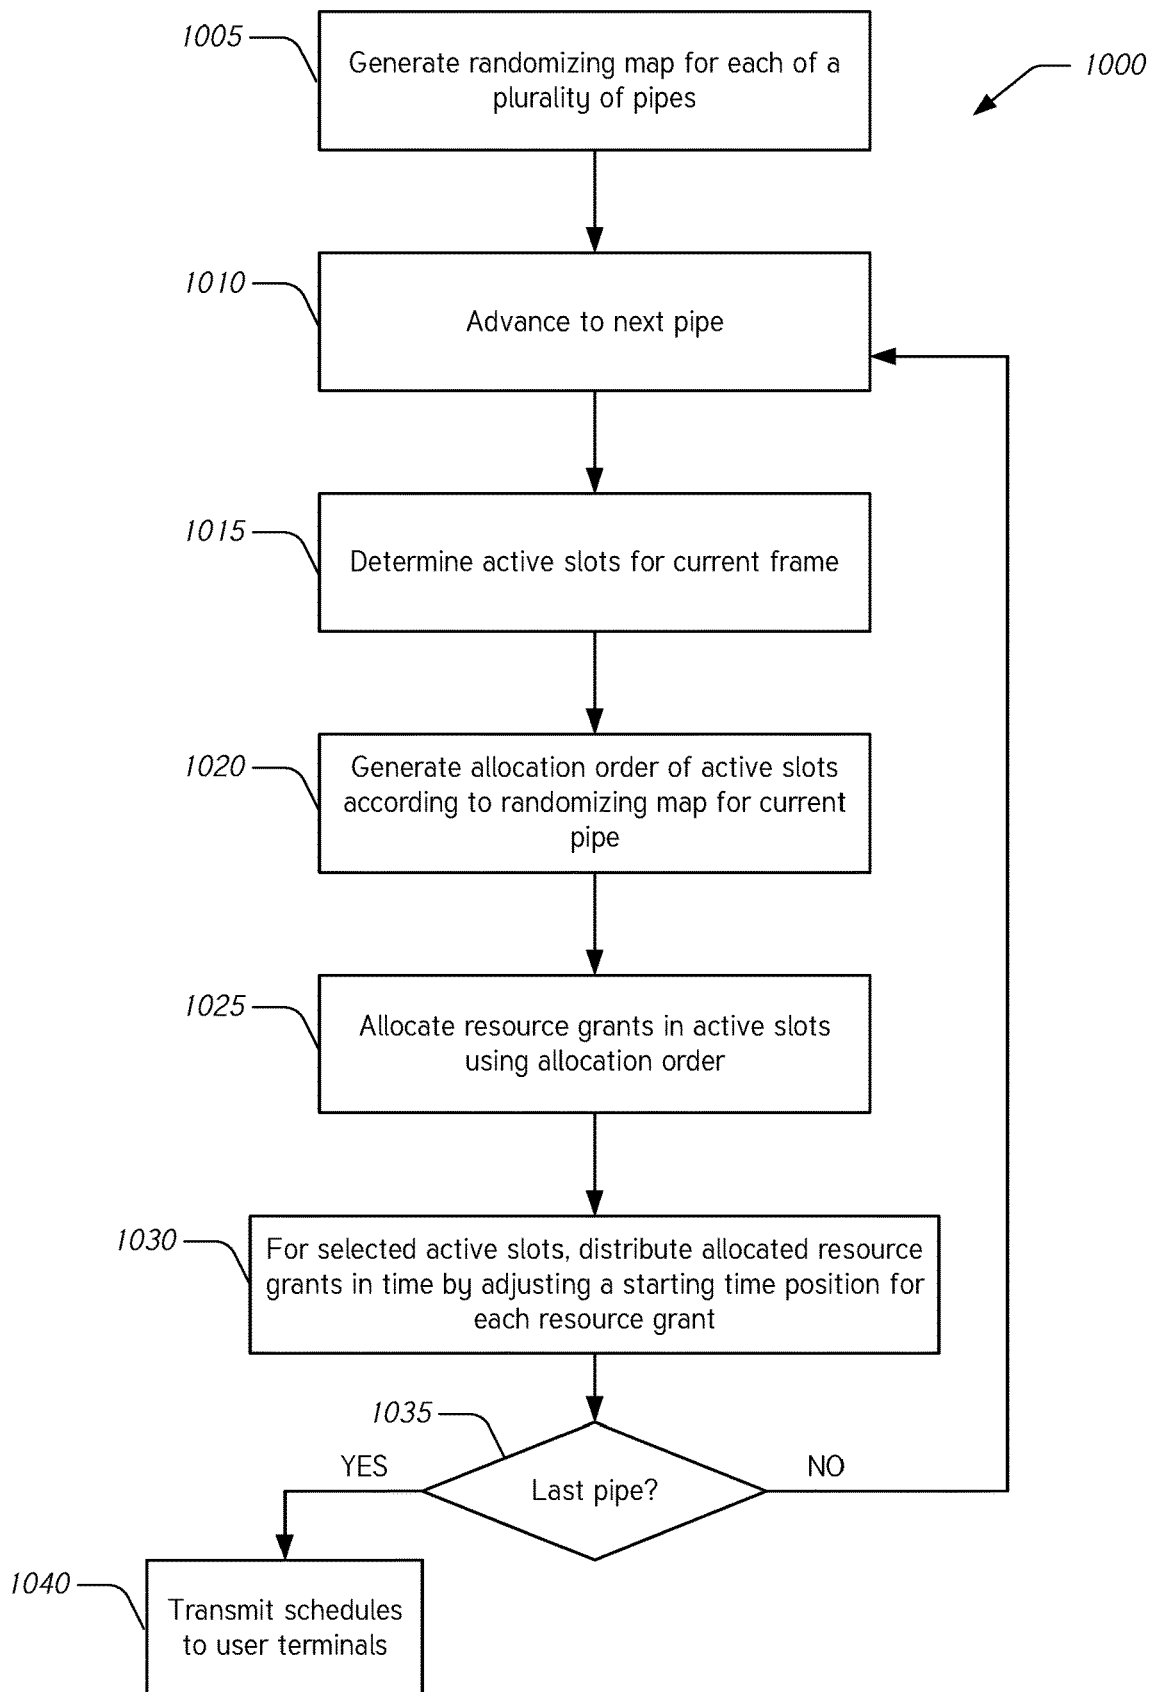 1005
Generate randomizing map for each of a
plurality of pipes
1000
1010
Advance to next pipe
1015
Determine active slots for current frame
1020
Generate allocation order of active slots
according to randomizing map for current
pipe
1025
Allocate resource grants in active slots
using allocation order
1030
For selected active slots, distribute allocated resource
grants in time by adjusting a starting time position for
each resource grant
1035
YES
Last pipe?
NO
1040
Transmit schedules
to user terminals